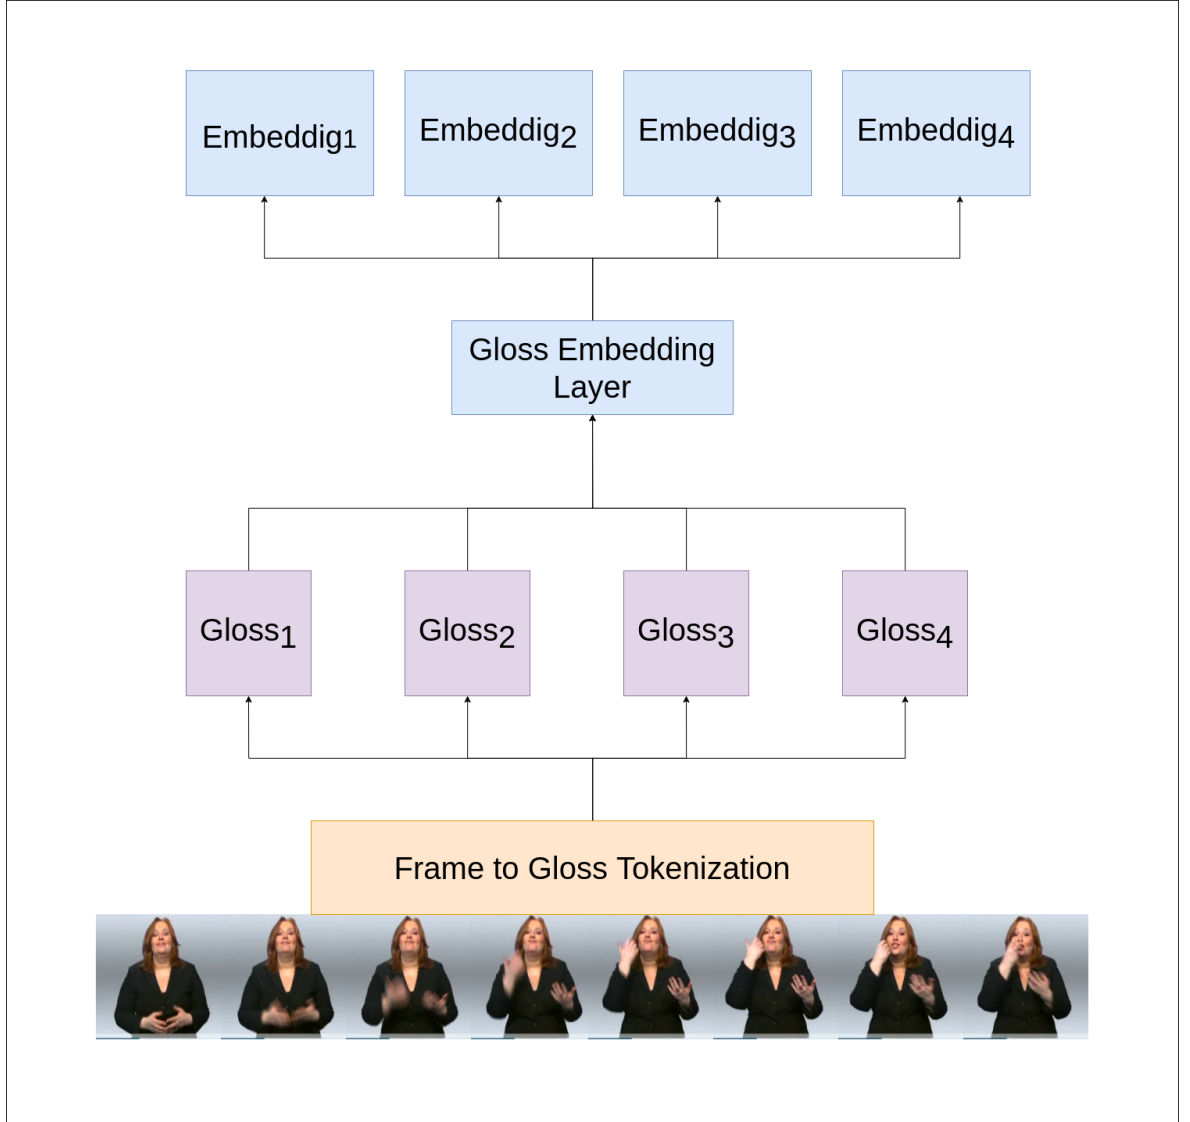 Embeddig1 Embeddig2 Embeddig3 Embeddig4
Gloss Embedding
Layer
Gloss1 Gloss2 Gloss3 Gloss4
Frame to Gloss Tokenization